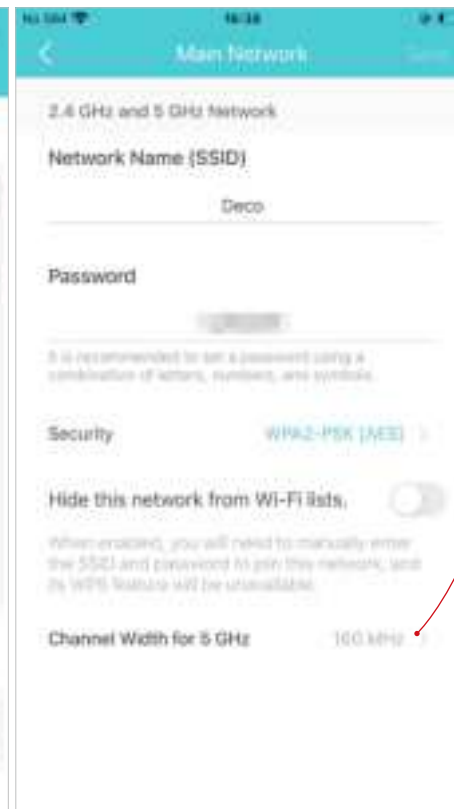 No SIM
Main Network
Save
2.4 GHz and 5 GHz Network
Network Name (SSID)
Deco
Password
It is recommended to set a password using a
combination of letters, numbers, and symbols.
Security WPA2-PSK [AES]
Hide this network from Wi-Fi lists.
When enabled, you will need to manually enter
the SSID and password to join this network, and
its WPS feature will be unavailable.
Channel Width for 5 GHz 160 MHz